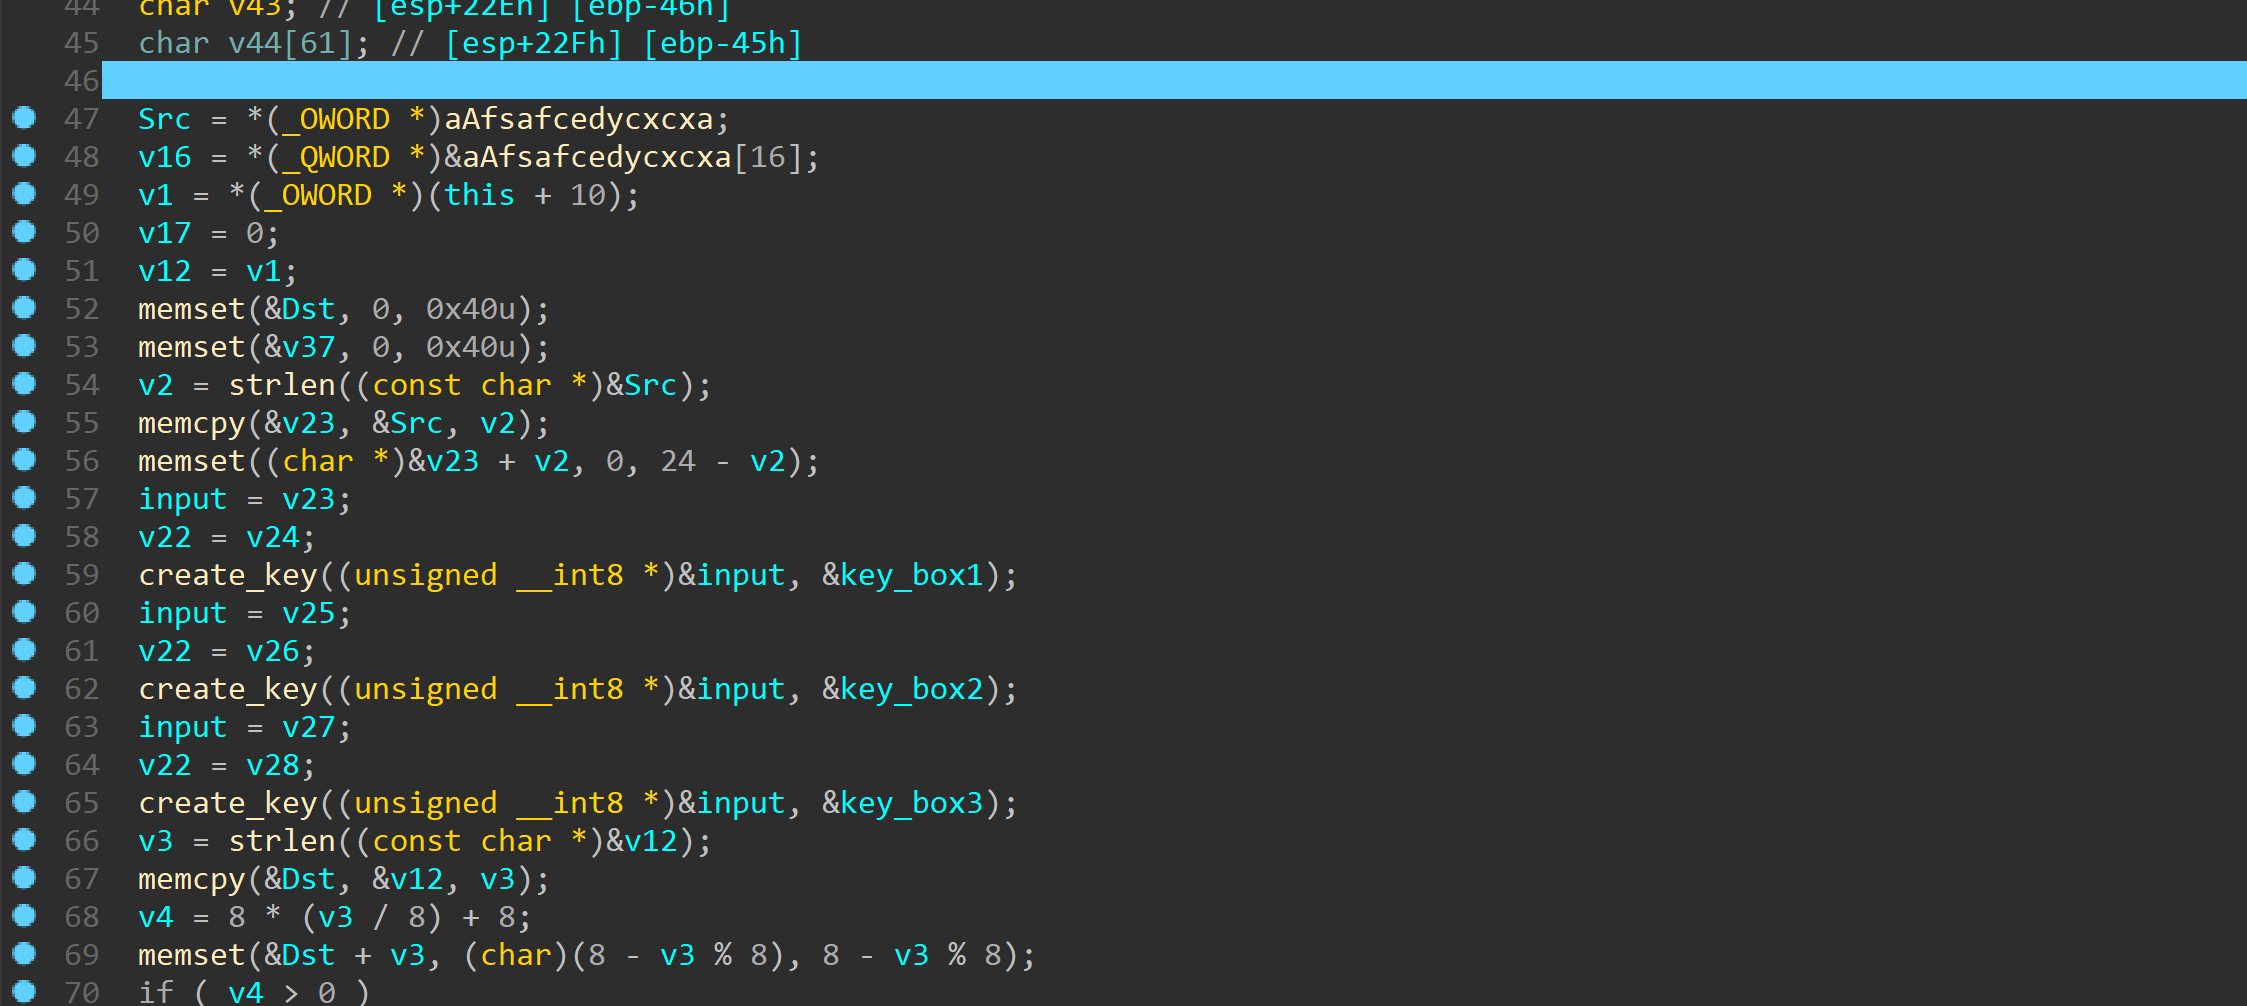 44 char v43; // [esp+22Eh] [ebp-46h]
45 char v44[61]; // [esp+22Fh] [ebp-45h]
46
47 Src = *(_OWORD *)aAfsafcedycxcxa;
48 v16 = *(_QWORD *)&aAfsafcedycxcxa[16];
49 v1 = *(_OWORD *)(this + 10);
50 v17 = 0;
51 v12 = v1;
52 memset(&Dst, 0, 0x40u);
53 memset(&v37, 0, 0x40u);
54 v2 = strlen((const char *)&Src);
55 memcpy(&v23, &Src, v2);
56 memset((char *)&v23 + v2, 0, 24 - v2);
57 input = v23;
58 v22 = v24;
59 create_key((unsigned __int8 *)&input, &key_box1);
60 input = v25;
61 v22 = v26;
62 create_key((unsigned __int8 *)&input, &key_box2);
63 input = v27;
64 v22 = v28;
65 create_key((unsigned __int8 *)&input, &key_box3);
66 v3 = strlen((const char *)&v12);
67 memcpy(&Dst, &v12, v3);
68 v4 = 8 * (v3 / 8) + 8;
69 memset(&Dst + v3, (char)(8 - v3 % 8), 8 - v3 % 8);
70 if ( v4 > 0 )